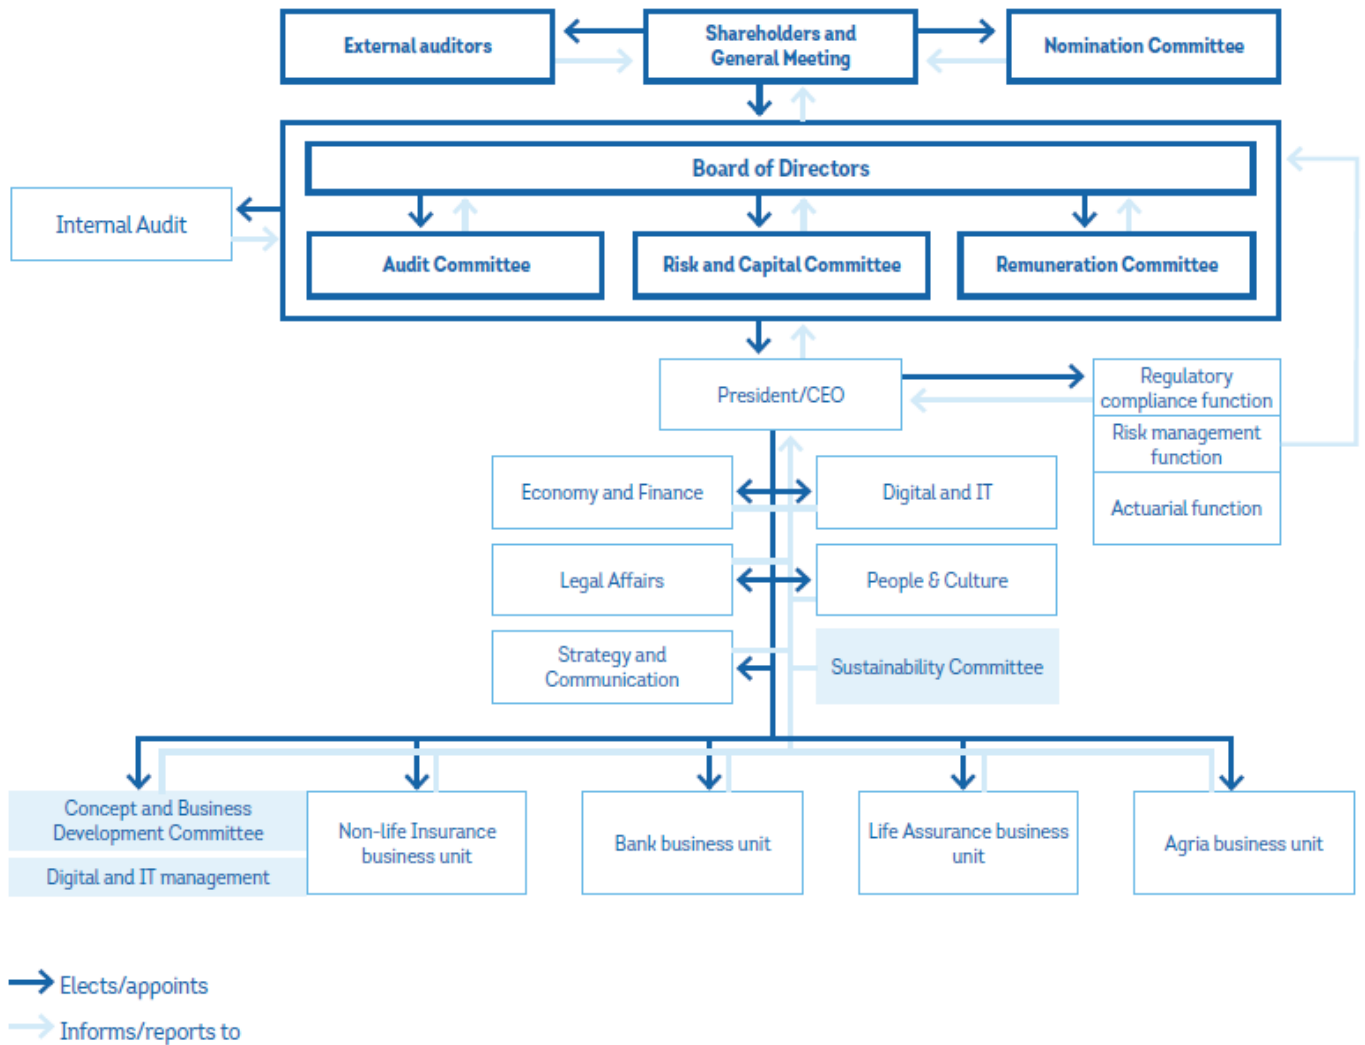 External auditors
Shareholders and
General Meeting
Nomination Committee
Board of Directors
Internal Audit
Audit Committee
Risk and Capital Committee
Remuneration Committee
President/CEO
Regulatory
compliance function
Risk management
function
Actuarial function
Economy and Finance
Digital and IT
Legal Affairs
People & Culture
Strategy and
Communication
Sustainability Committee
Concept and Business
Development Committee
Digital and IT management
Non-life Insurance
business unit
Bank business unit
Life Assurance business
unit
Agria business unit
Elects/appoints
Informs/reports to